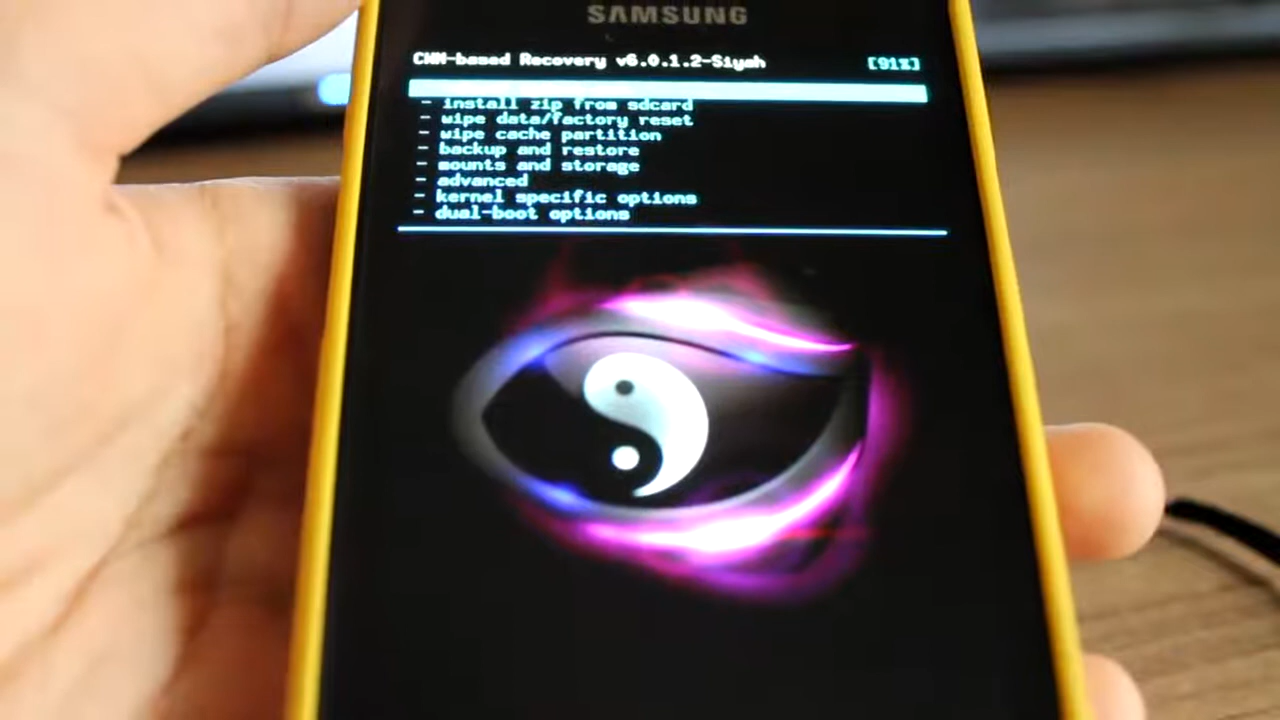 SAMSUNG
CWM-based Recovery v6.0.1.2-Siyah [91%]
- install zip from sdcard
- wipe data/factory reset
- wipe cache partition
- backup and restore
- mounts and storage
- advanced
- kernel specific options
- dual-boot options